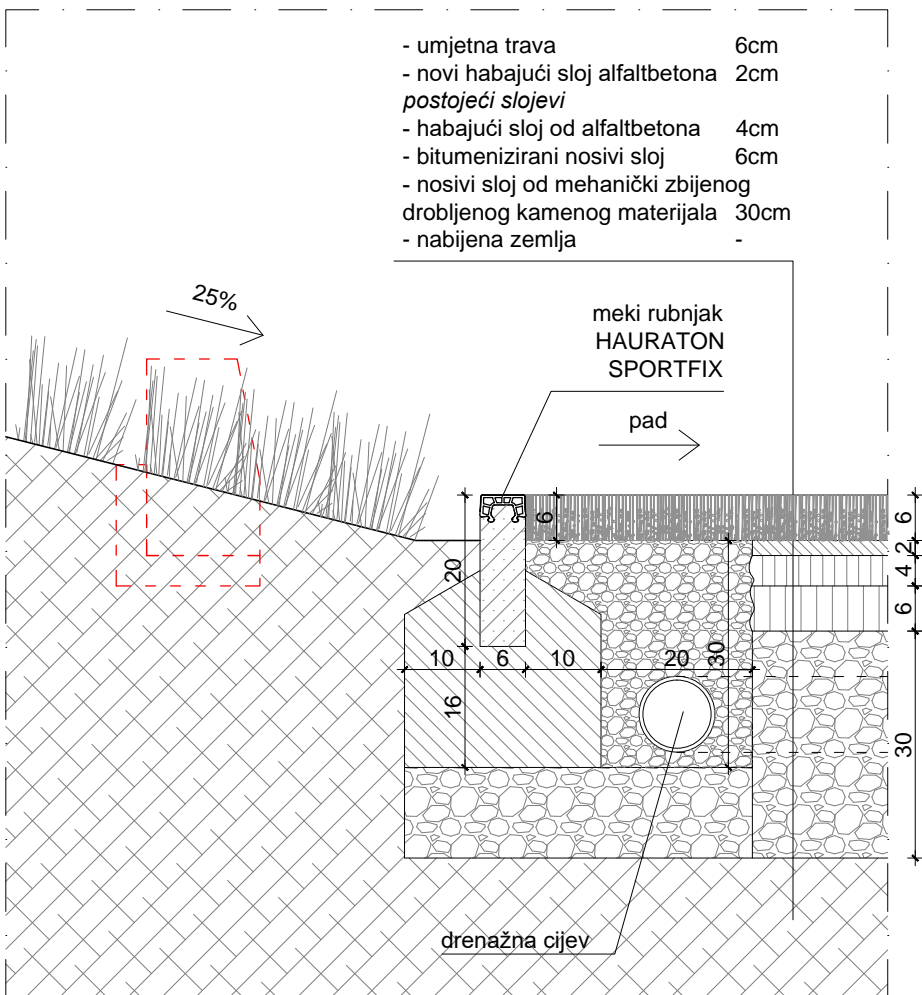 - umjetna trava 6cm
- novi habajući sloj alfaltbetona 2cm
postojeći slojevi
- habajući sloj od alfaltbetona 4cm
- bitumenizirani nosivi sloj 6cm
- nosivi sloj od mehanički zbijenog
drobljenog kamenog materijala 30cm
- nabijena zemlja -
25%
meki rubnjak
HAURATON
SPORTFIX
pad
6
6
2
4
6
30
20
10 6 10 20
30
16
drenažna cijev